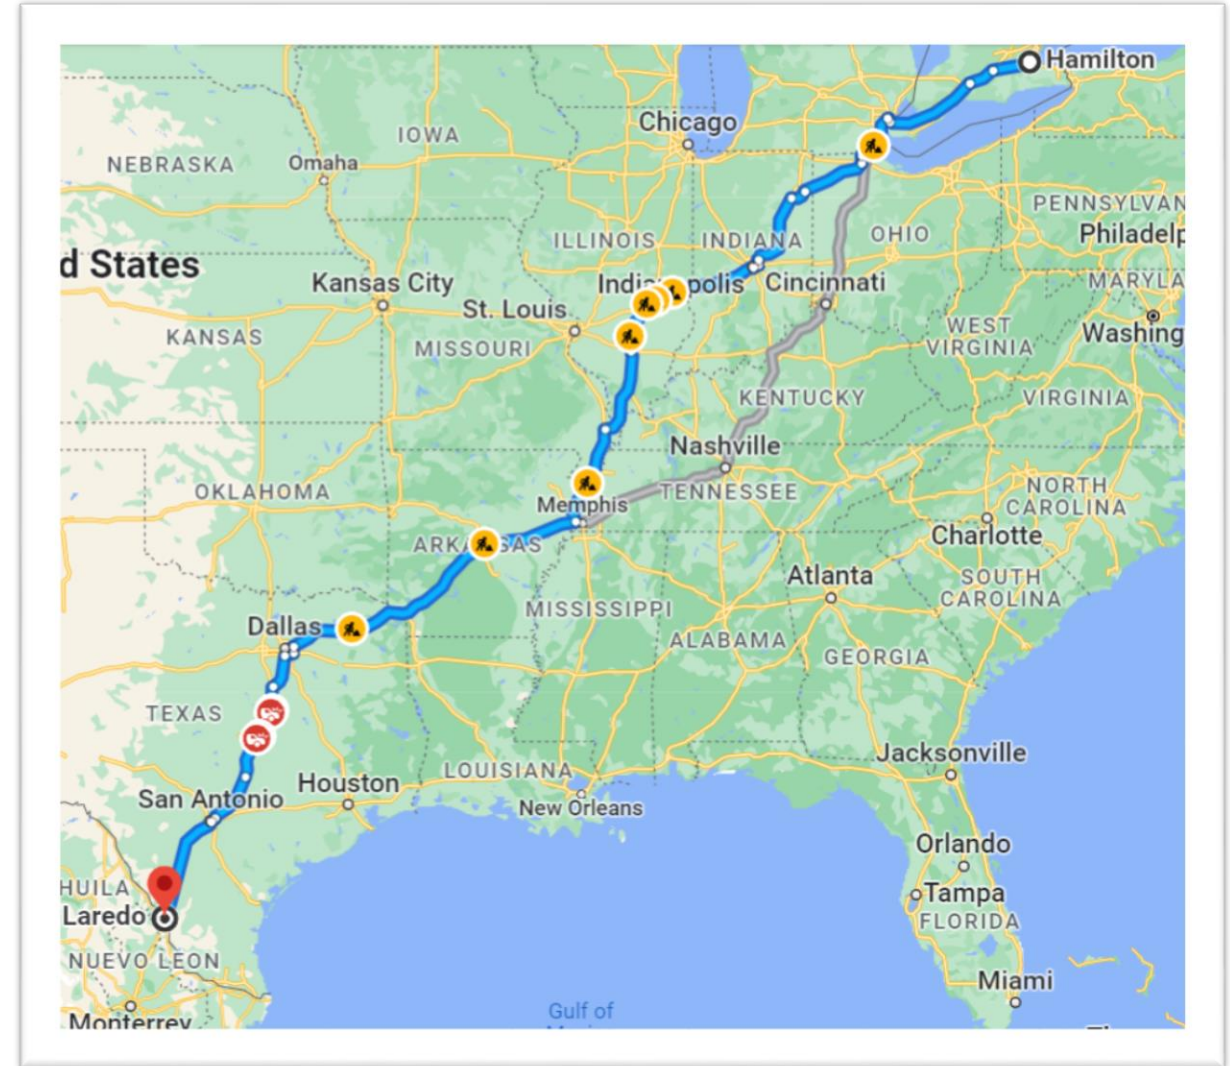 Hamilton
Chicago
IOWA
NEBRASKA
Omaha
PENNSYLVAN
Philadelp
ILLINOIS
INDIANA
OHIO
d States
Kansas City
Cincinnati
MARYLA
St. Louis
Washing
KANSAS
MISSOURI
WEST
VIRGINIA
KENTUCKY
VIRGINIA
Nashville
OKLAHOMA
Memphis
TENNESSEE
NORTH
CAROLINA
Charlotte
Atlanta
SOUTH
CAROLINA
MISSISSIPPI
Dallas
ALABAMA
GEORGIA
TEXAS
Jacksonville
LOUISIANA
Houston
San Antonio
New Orleans
Orlando
HUILA
Tampa
Laredo
FLORIDA
NUEVO LEON
Miami
Gulf of
Monterrey